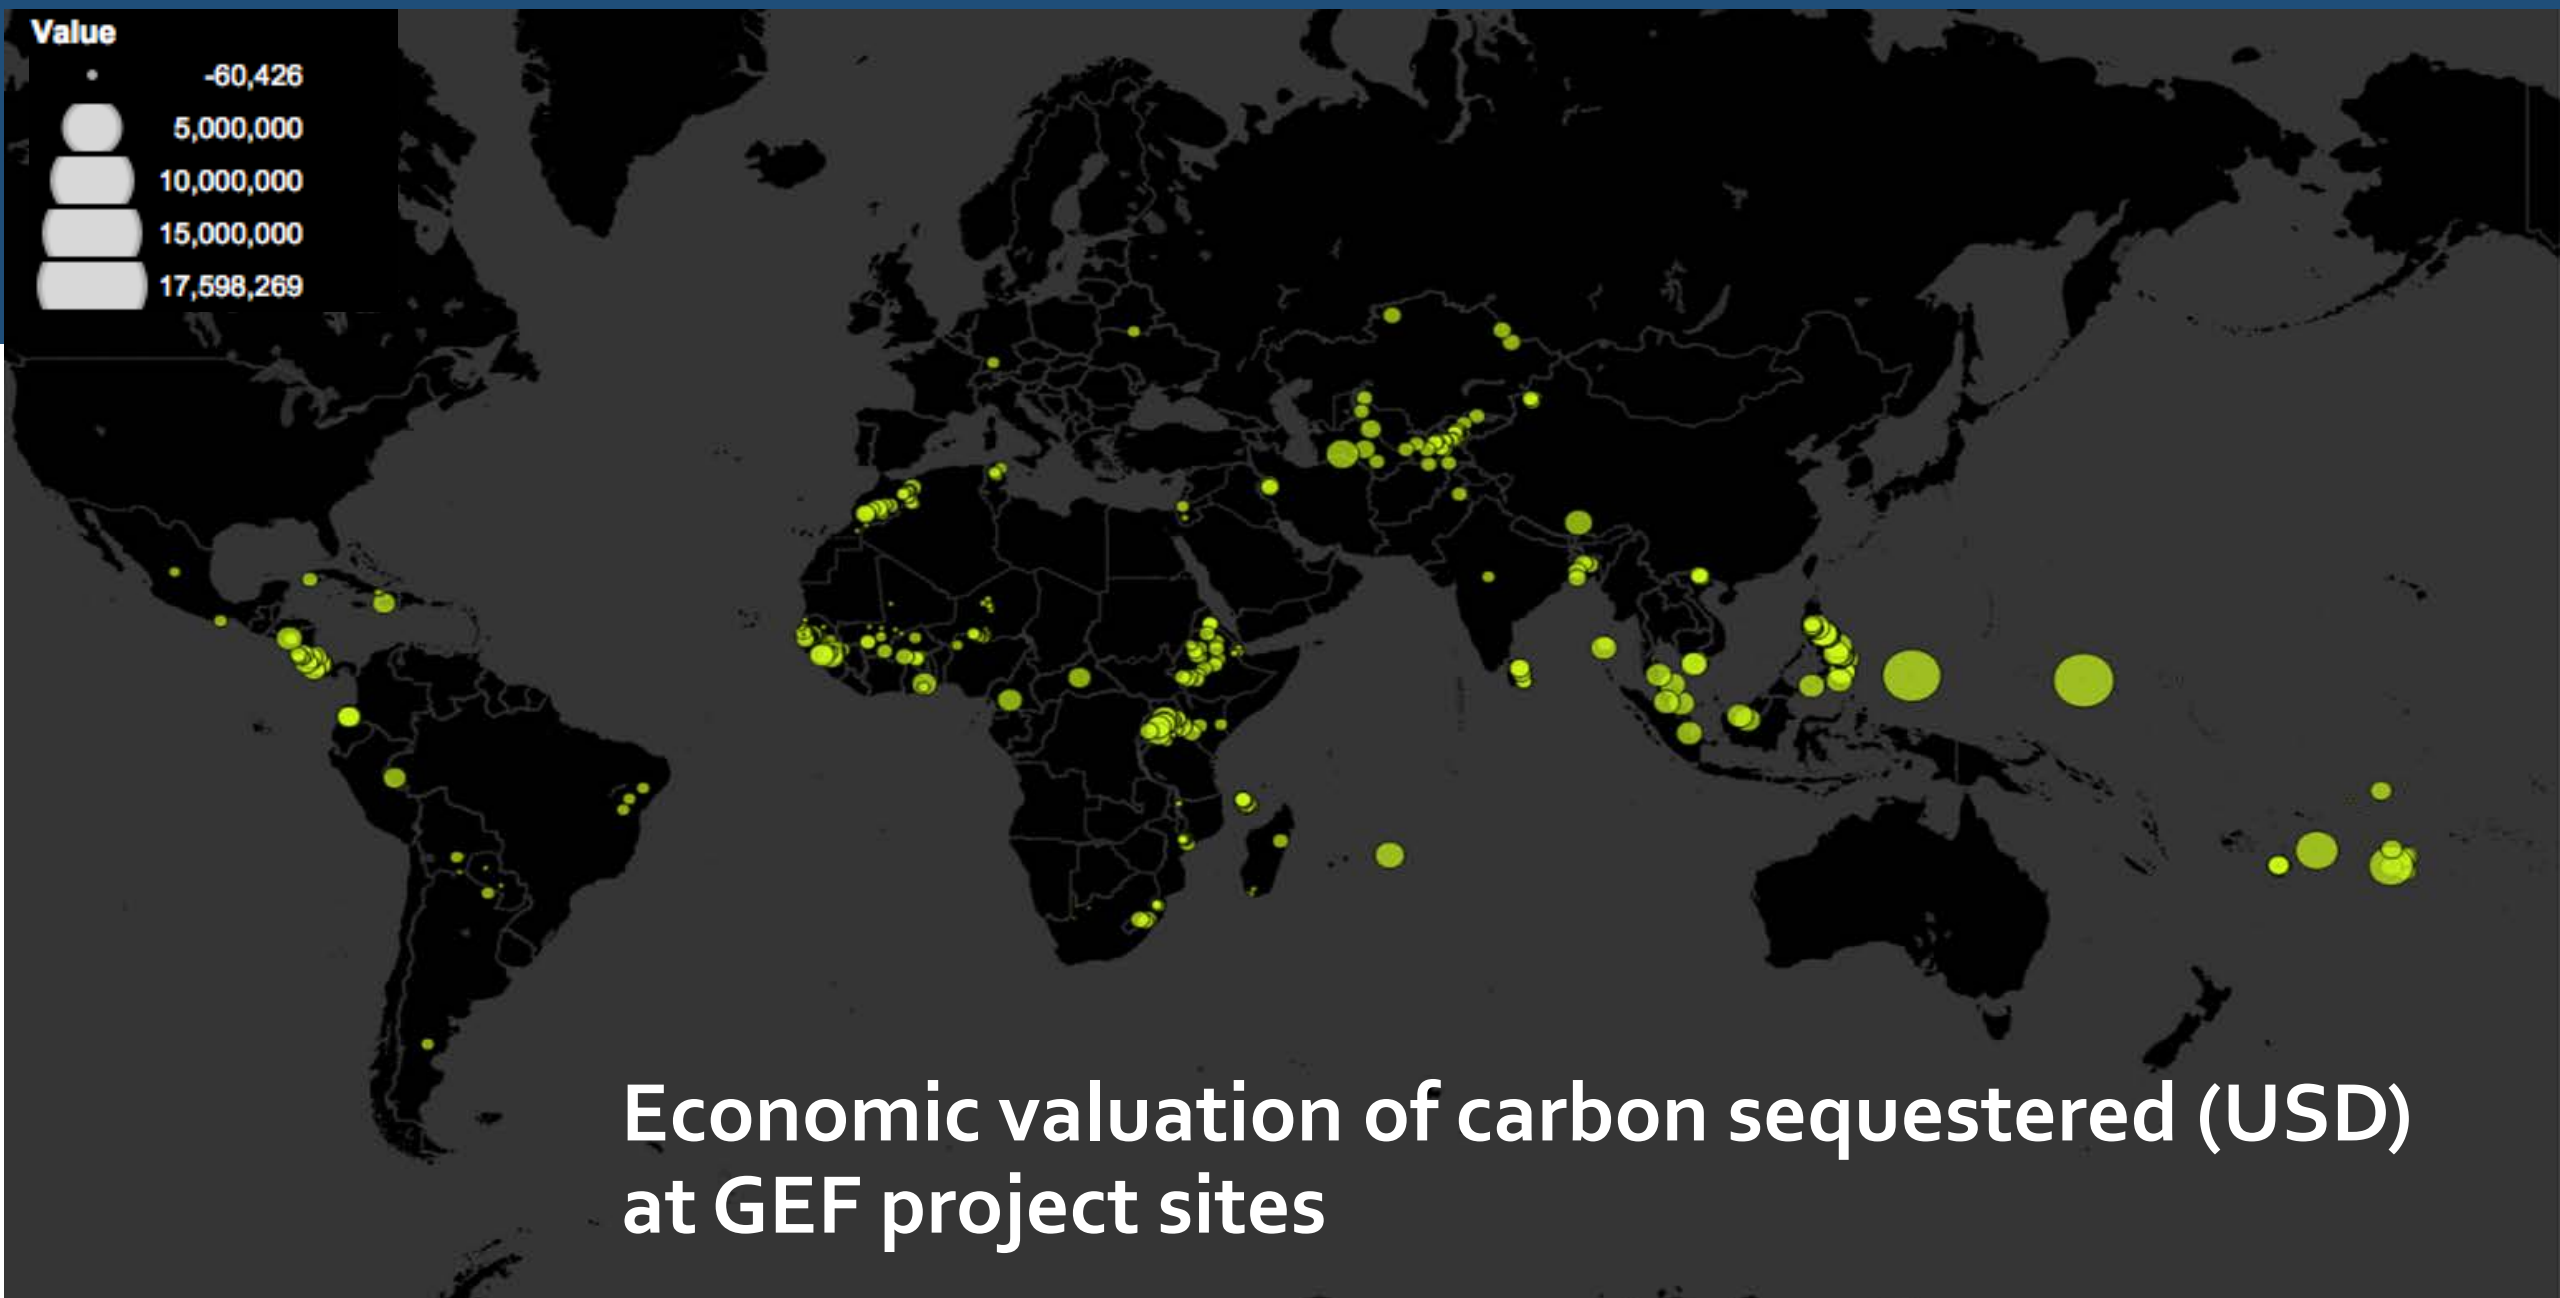 Value
-60,426
5,000,000
10,000,000
15,000,000
17,598,269
Economic valuation of carbon sequestered (USD)
at GEF project sites